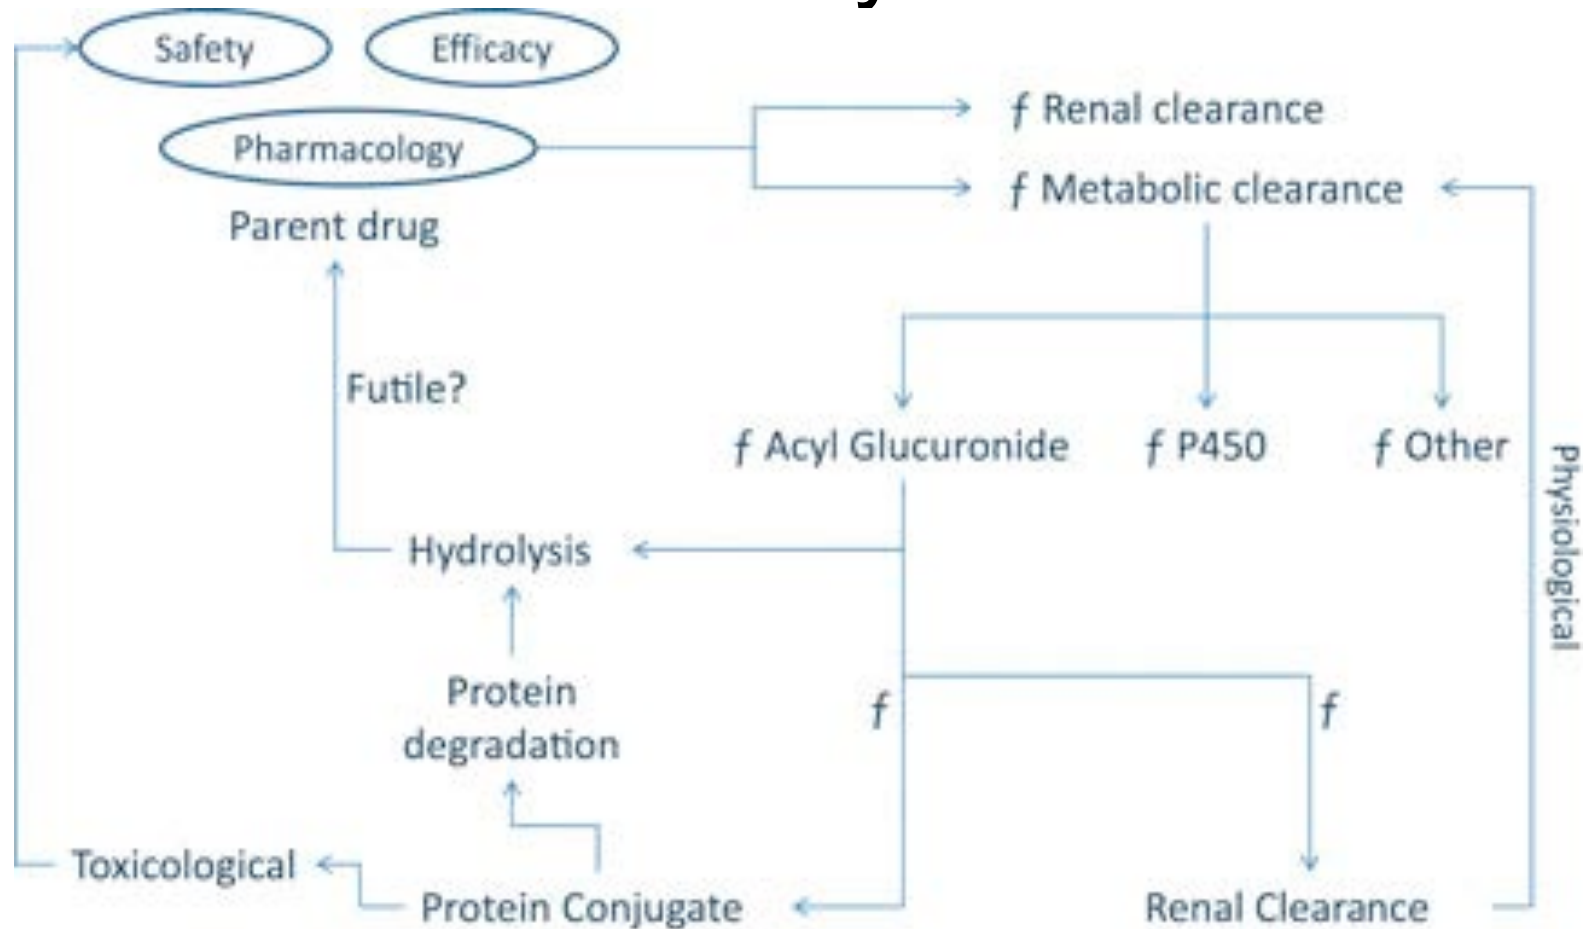 Safety
Efficacy
Pharmacology
ƒ Renal clearance
ƒ Metabolic clearance
Parent drug
Futile?
ƒ Acyl Glucuronide
ƒ P450
ƒ Other
Physiological
Hydrolysis
Protein
degradation
ƒ
ƒ
Toxicological
Protein Conjugate
Renal Clearance